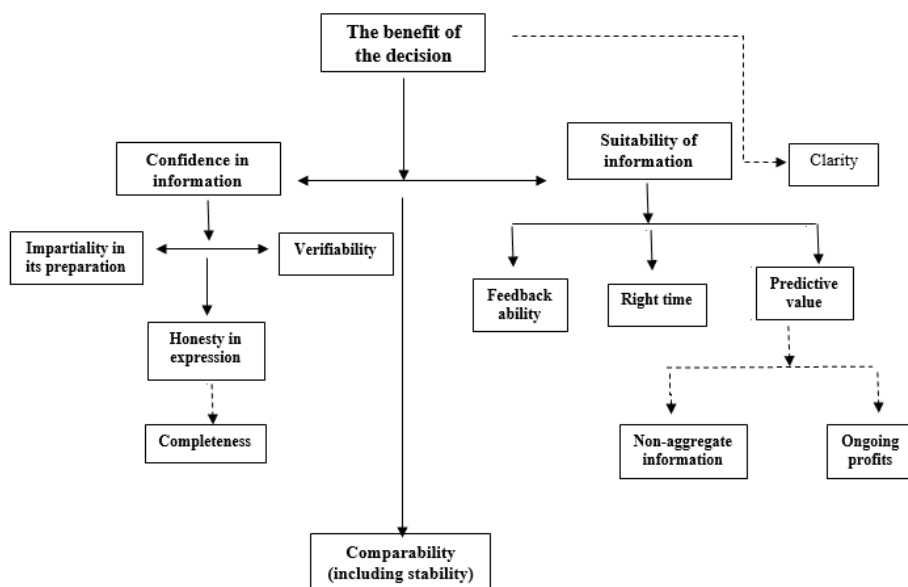 The benefit of
the decision
Suitability of
information
Clarity
Confidence in
information
Impartiality in
its preparation
Verifiability
Feedback
ability
Right time
Predictive
value
Honesty in
expression
Completeness
Non-aggregate
information
Ongoing
profits
Comparability
(including stability)